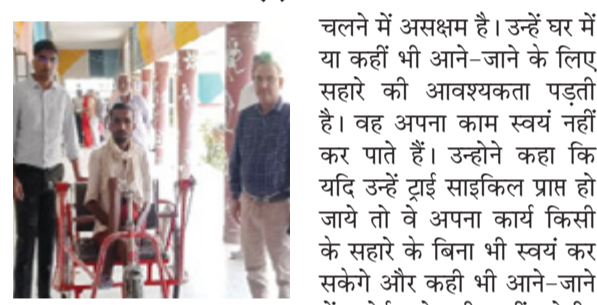 चलने में असक्षम है। उन्हें घर में
या कहीं भी आने-जाने के लिए
सहारे की आवश्यकता पड़ती
है। वह अपना काम स्वयं नहीं
कर पाते हैं। उन्होने कहा कि
यदि उन्हें ट्राई साइकिल प्राप्त हो
जाये तो वे अपना कार्य किसी
के सहारे के बिना भी स्वयं कर
सकेगे और कही भी आने-जाने